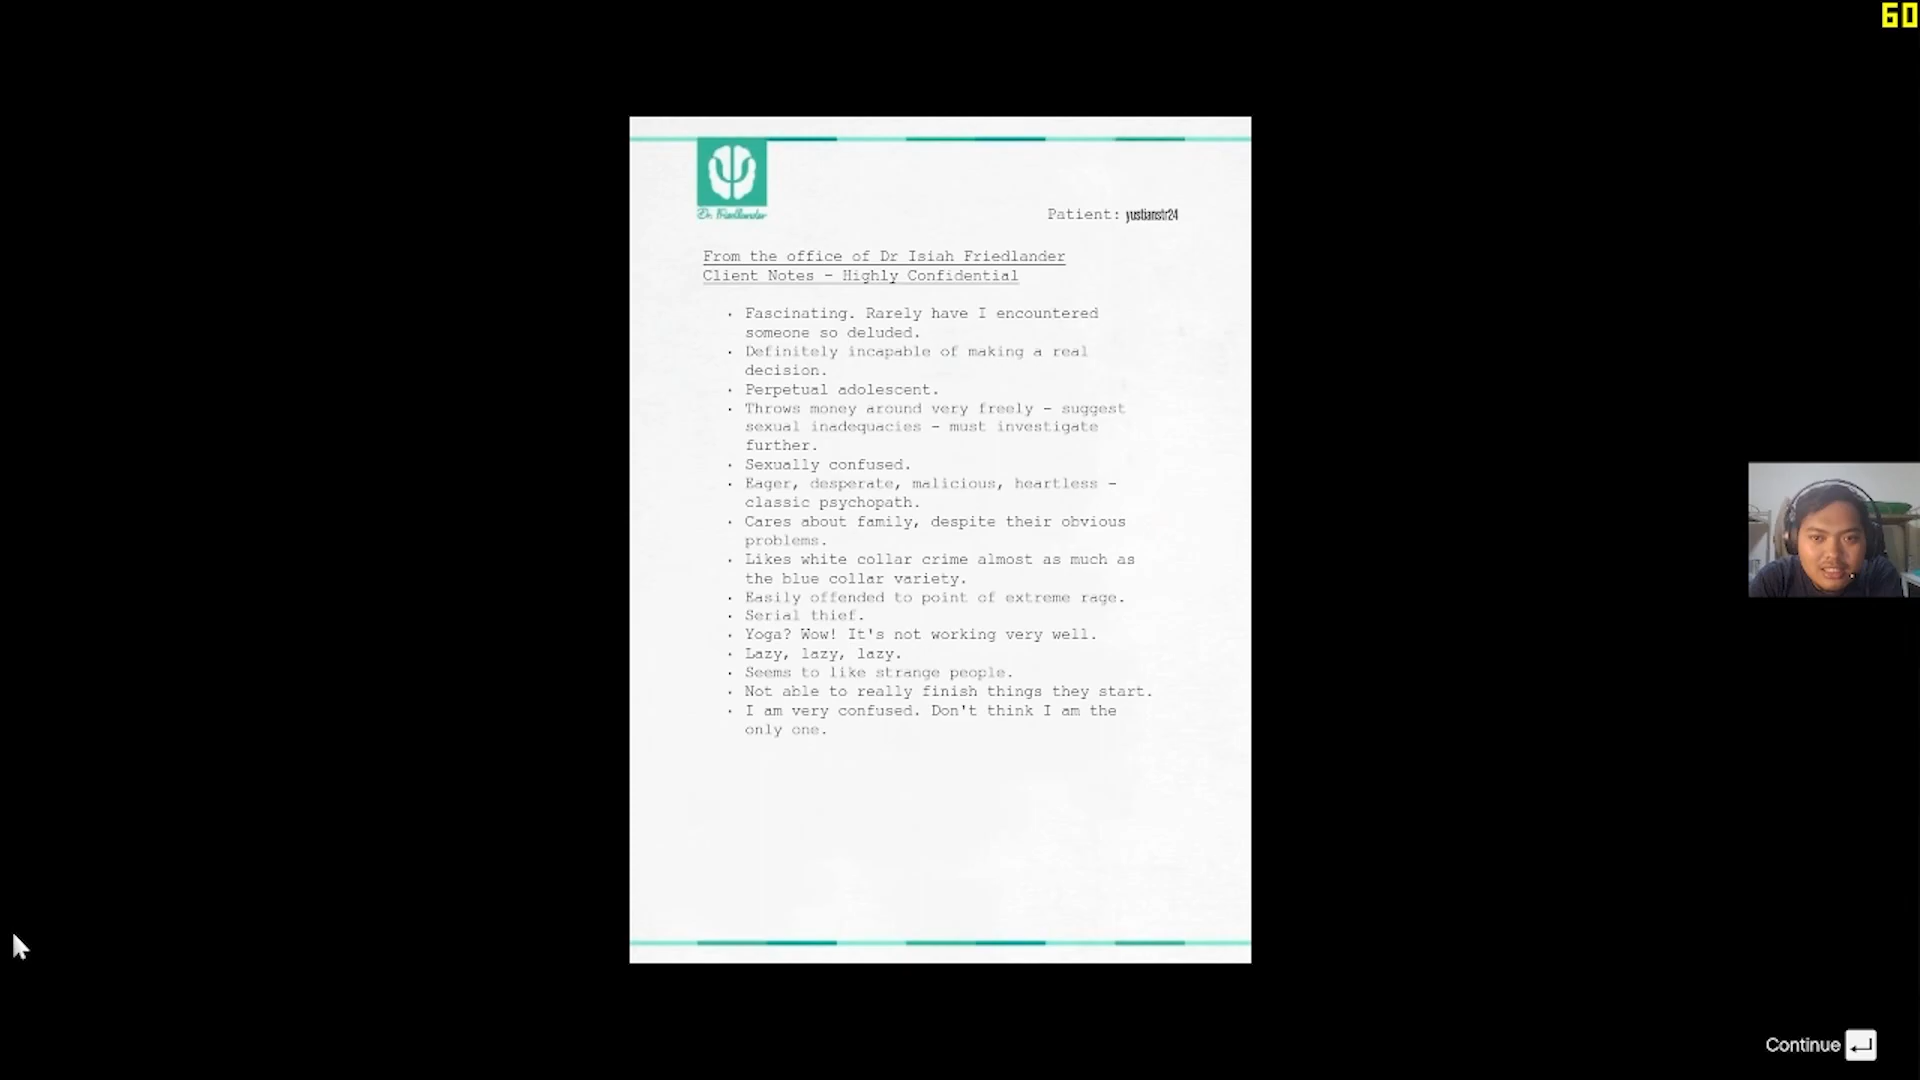 60
Dr. Friedlander
Patient: yustianstr24
From the office of Dr Isiah Friedlander
Client Notes - Highly Confidential
· Fascinating. Rarely have I encountered
someone so deluded.
· Definitely incapable of making a real
decision.
· Perpetual adolescent.
· Throws money around very freely - suggest
sexual inadequacies - must investigate
further.
· Sexually confused.
· Eager, desperate, malicious, heartless -
classic psychopath.
· Cares about family, despite their obvious
problems.
· Likes white collar crime almost as much as
the blue collar variety.
· Easily offended to point of extreme rage.
· Serial thief.
· Yoga? Wow! It's not working very well.
· Lazy, lazy, lazy.
· Seems to like strange people.
· Not able to really finish things they start.
· I am very confused. Don't think I am the
only one.
Continue